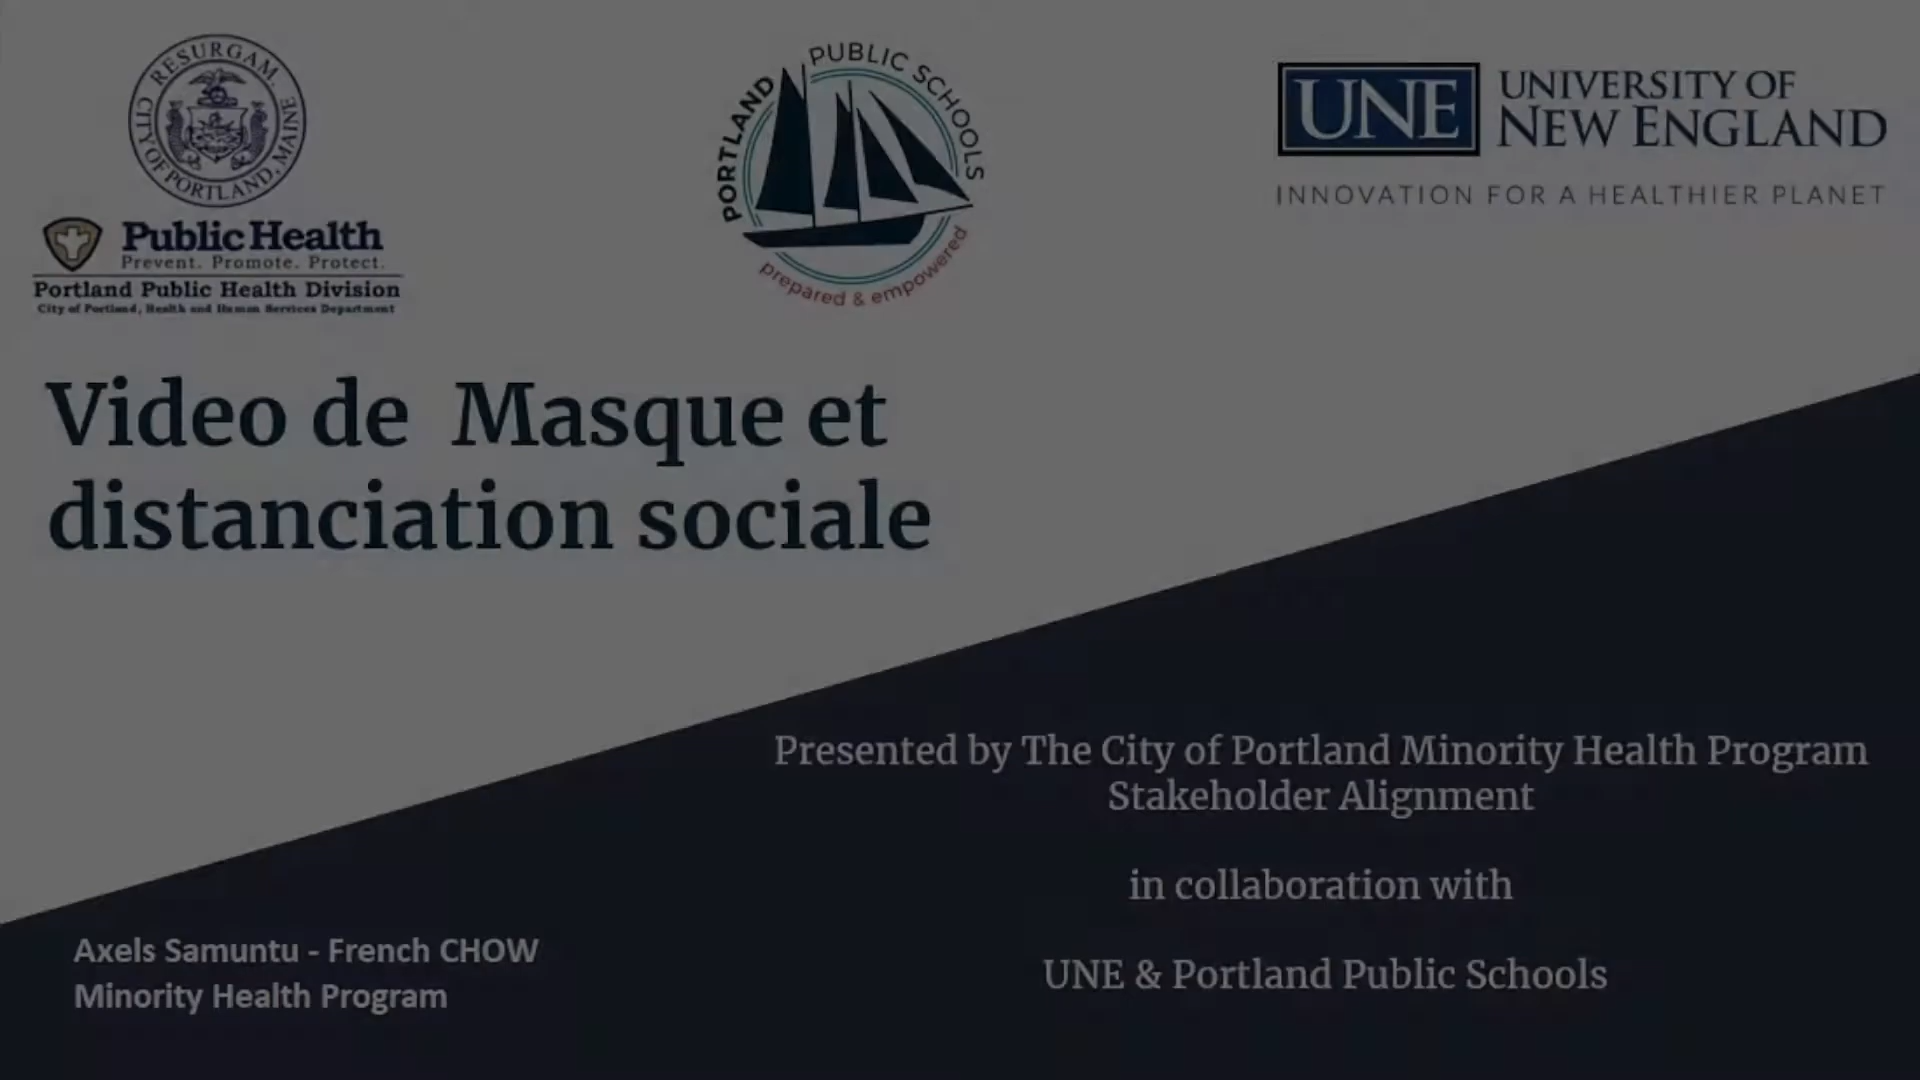 RESURGAM.
CITY OF PORTLAND, MAINE
Public Health
Prevent. Promote. Protect.
Portland Public Health Division
City of Portland, Health and Human Services Department
PORTLAND PUBLIC SCHOOLS
prepared & empowered
UNE
UNIVERSITY OF
NEW ENGLAND
INNOVATION FOR A HEALTHIER PLANET
Video de Masque et
distanciation sociale
Presented by The City of Portland Minority Health Program
Stakeholder Alignment
in collaboration with
UNE & Portland Public Schools
Axels Samuntu - French CHOW
Minority Health Program